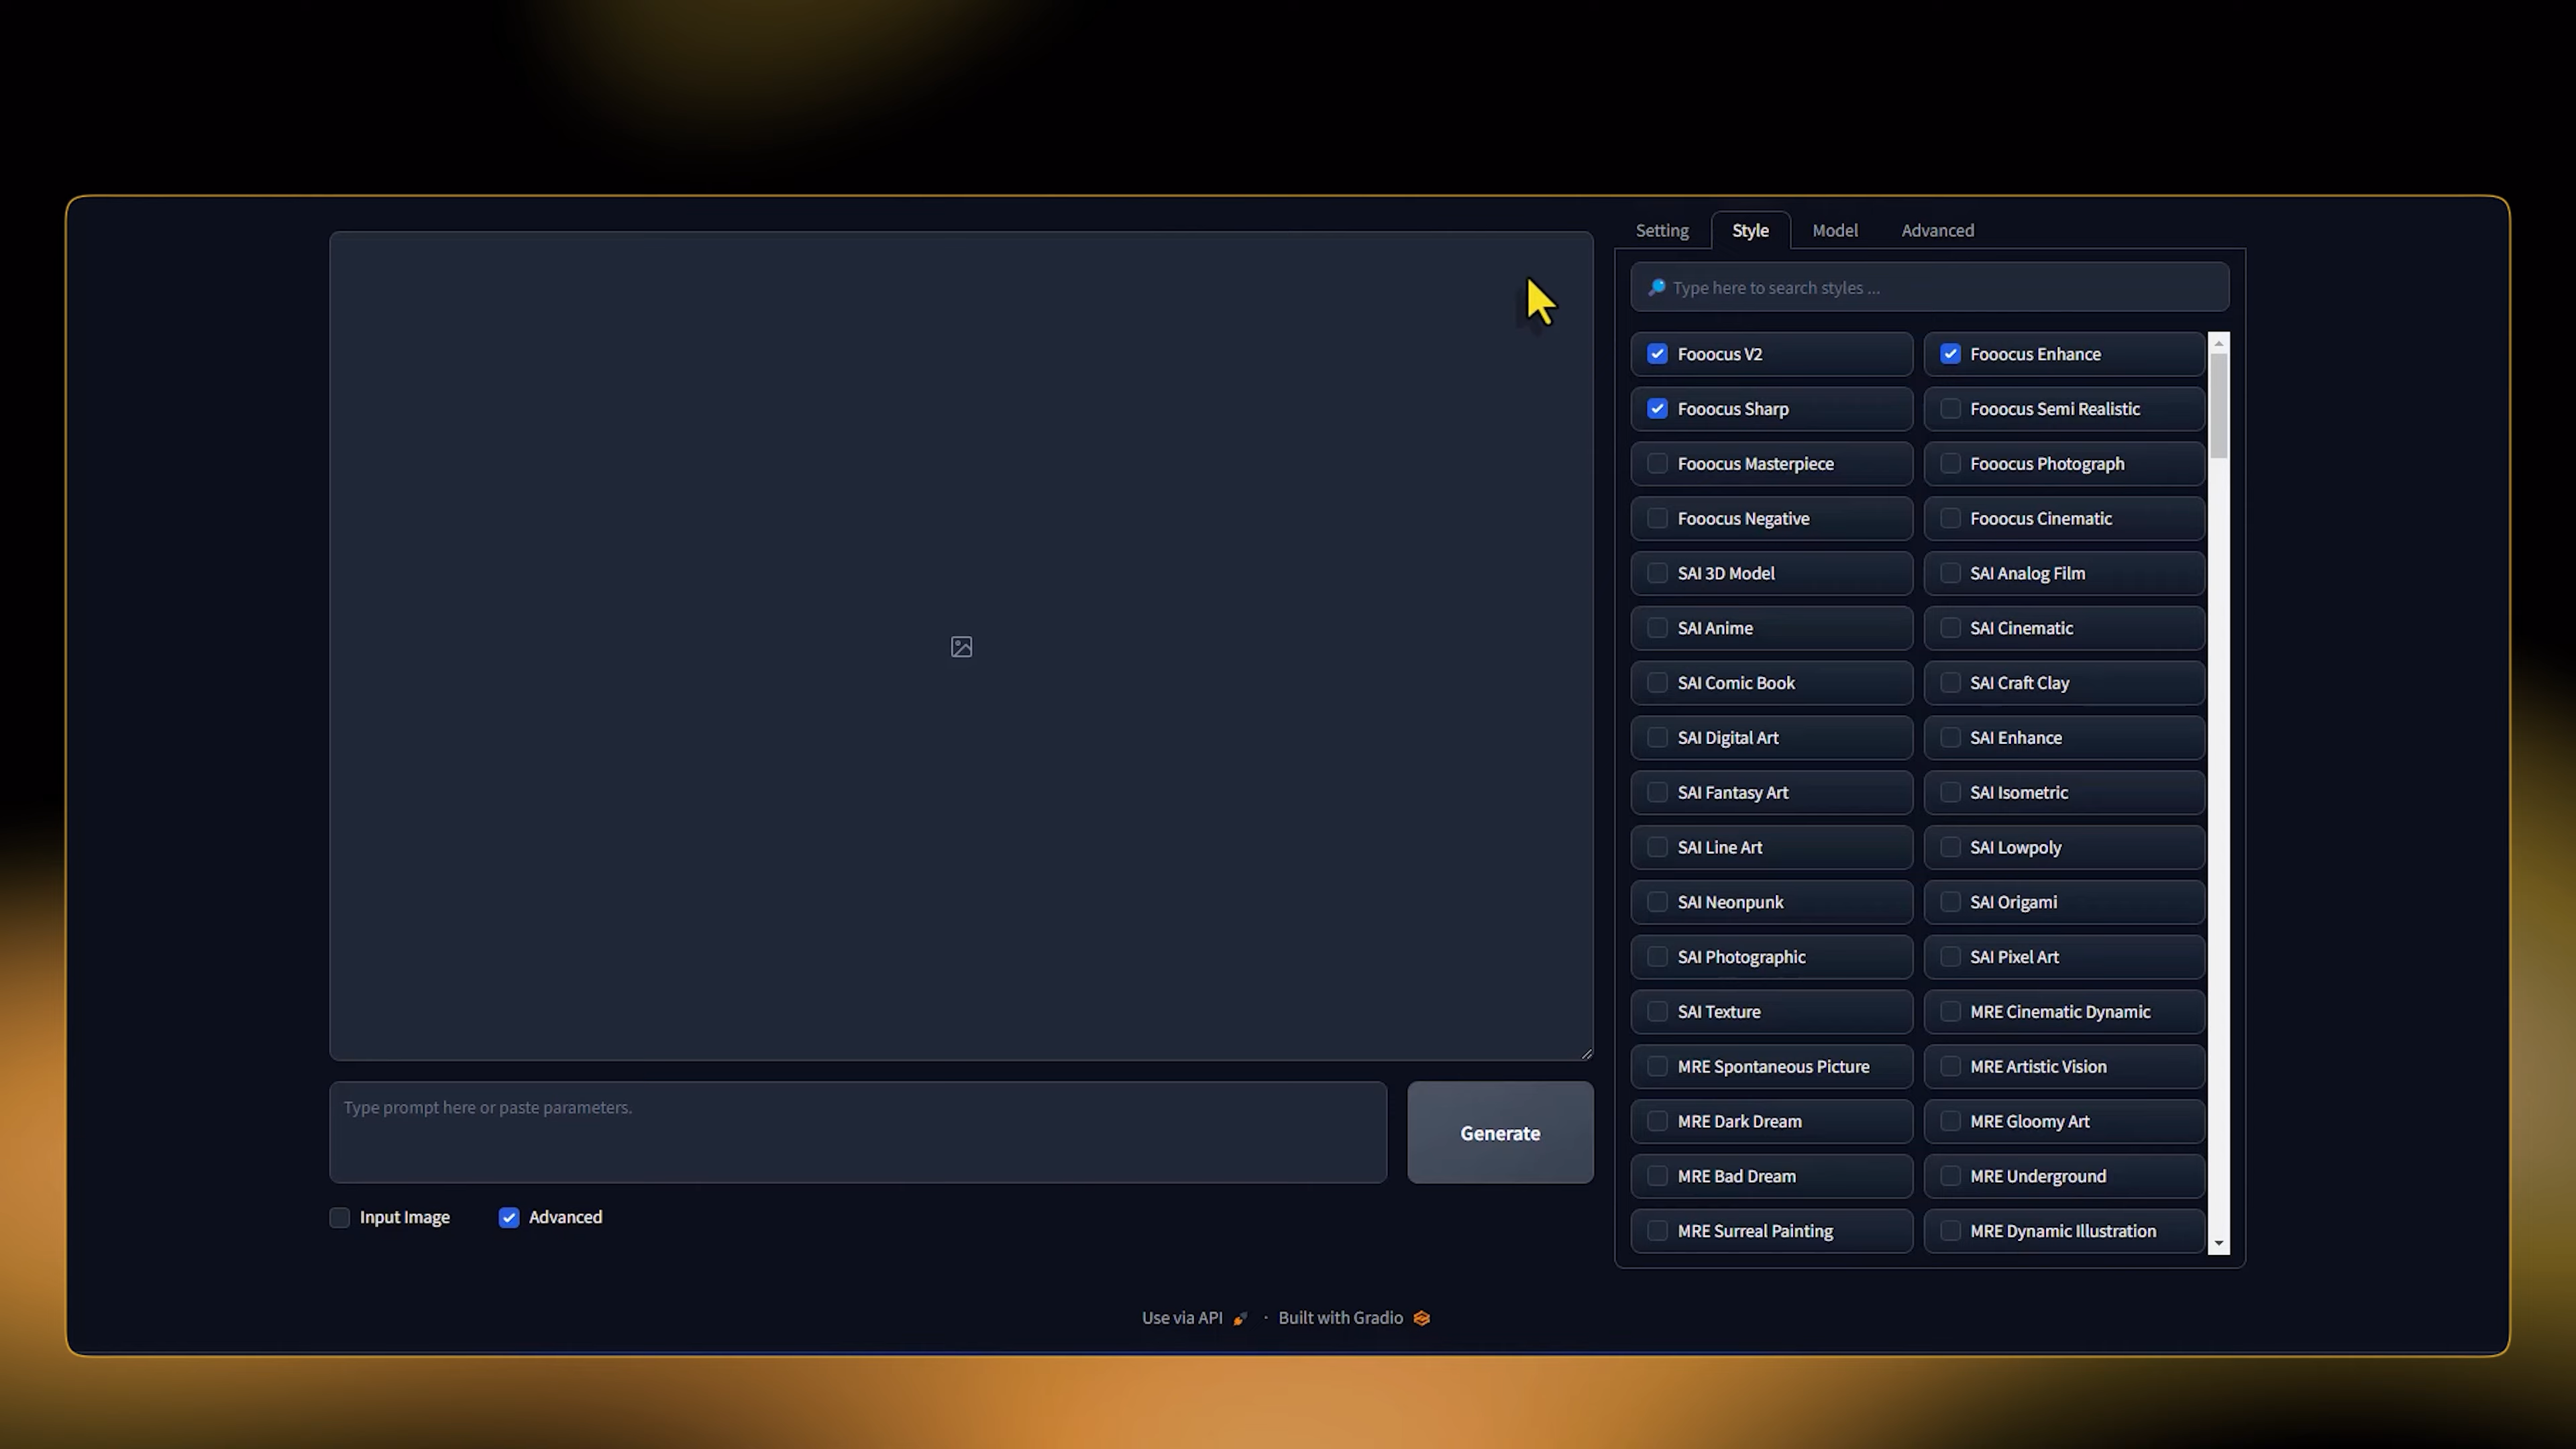 Setting Style Model Advanced
Type here to search styles ...
Fooocus V2 Fooocus Enhance
Fooocus Sharp Fooocus Semi Realistic
Fooocus Masterpiece Fooocus Photograph
Fooocus Negative Fooocus Cinematic
SAI 3D Model SAI Analog Film
SAI Anime SAI Cinematic
SAI Comic Book SAI Craft Clay
SAI Digital Art SAI Enhance
SAI Fantasy Art SAI Isometric
SAI Line Art SAI Lowpoly
SAI Neonpunk SAI Origami
SAI Photographic SAI Pixel Art
SAI Texture MRE Cinematic Dynamic
MRE Spontaneous Picture MRE Artistic Vision
MRE Dark Dream MRE Gloomy Art
MRE Bad Dream MRE Underground
MRE Surreal Painting MRE Dynamic Illustration
Type prompt here or paste parameters.
Generate
Input Image Advanced
Use via API · Built with Gradio